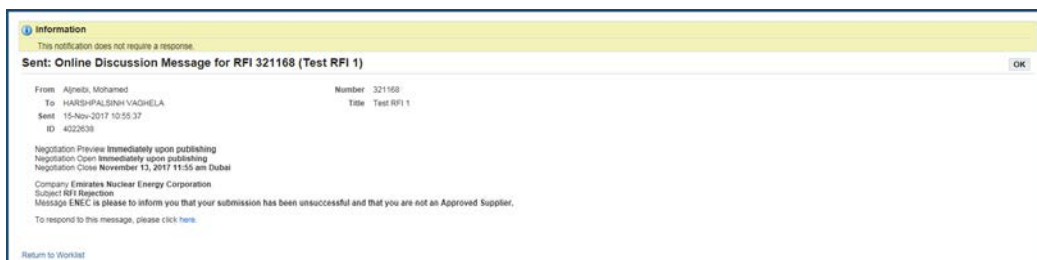 Information
This notification does not require a response.
Sent: Online Discussion Message for RFI 321168 (Test RFI 1)
OK
From Aljneibi, Mohamed
Number 321168
To HARSHPALSINH VAGHELA
Title Test RFI 1
Sent 15-Nov-2017 10:55:37
ID 4022638
Negotiation Preview Immediately upon publishing
Negotiation Open Immediately upon publishing
Negotiation Close November 13, 2017 11:55 am Dubai
Company Emirates Nuclear Energy Corporation
Subject RFI Rejection
Message ENEC is please to inform you that your submission has been unsuccessful and that you are not an Approved Supplier.
To respond to this message, please click here.
Return to Worklist